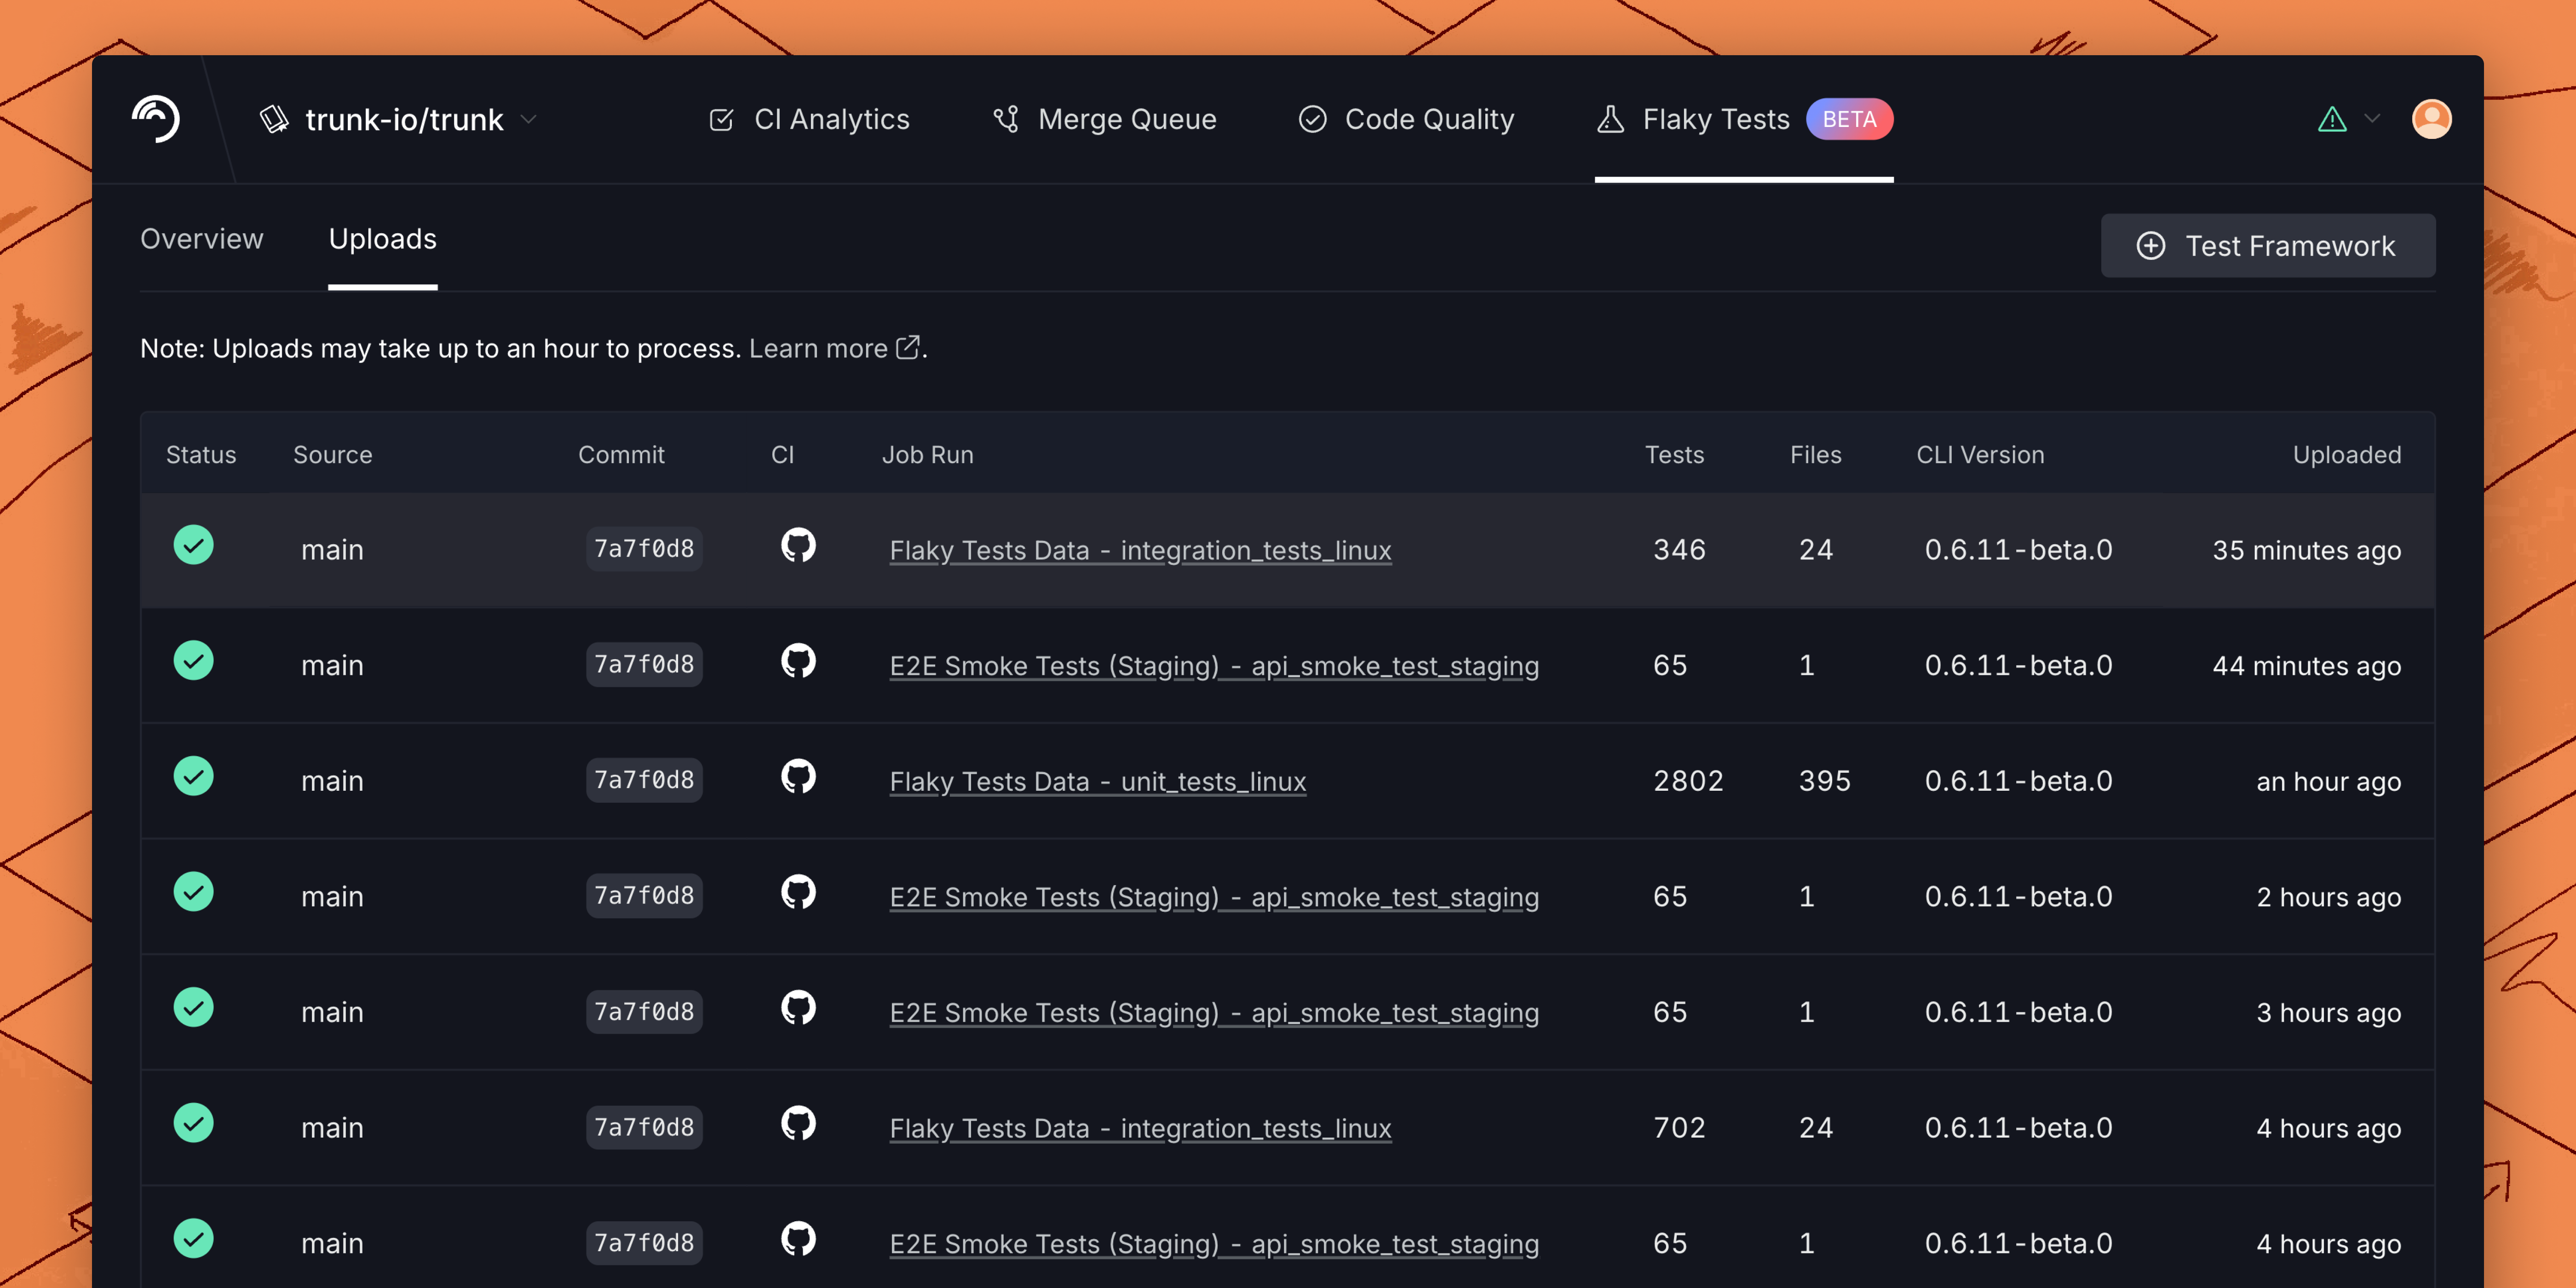 trunk-io/trunk CI Analytics Merge Queue Code Quality Flaky Tests BETA
Overview Uploads Test Framework
Note: Uploads may take up to an hour to process. Learn more .
Status Source Commit CI Job Run Tests Files CLI Version Uploaded
main 7a7f0d8 Flaky Tests Data - integration_tests_linux 346 24 0.6.11-beta.0 35 minutes ago
main 7a7f0d8 E2E Smoke Tests (Staging) - api_smoke_test_staging 65 1 0.6.11-beta.0 44 minutes ago
main 7a7f0d8 Flaky Tests Data - unit_tests_linux 2802 395 0.6.11-beta.0 an hour ago
main 7a7f0d8 E2E Smoke Tests (Staging) - api_smoke_test_staging 65 1 0.6.11-beta.0 2 hours ago
main 7a7f0d8 E2E Smoke Tests (Staging) - api_smoke_test_staging 65 1 0.6.11-beta.0 3 hours ago
main 7a7f0d8 Flaky Tests Data - integration_tests_linux 702 24 0.6.11-beta.0 4 hours ago
main 7a7f0d8 E2E Smoke Tests (Staging) - api_smoke_test_staging 65 1 0.6.11-beta.0 4 hours ago